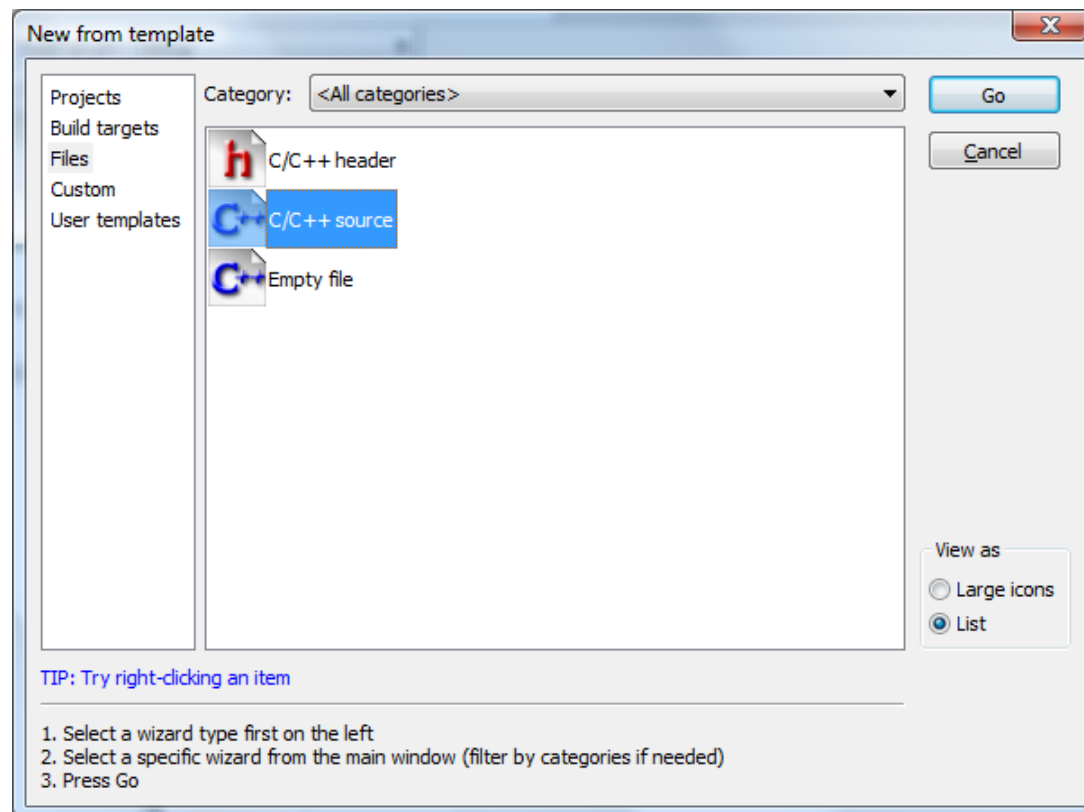 New from template
Projects
Build targets
Files
Custom
User templates
Category: <All categories>
h C/C++ header
C++ C/C++ source
C++ Empty file
Go
Cancel
View as
Large icons
List
TIP: Try right-clicking an item
1. Select a wizard type first on the left
2. Select a specific wizard from the main window (filter by categories if needed)
3. Press Go